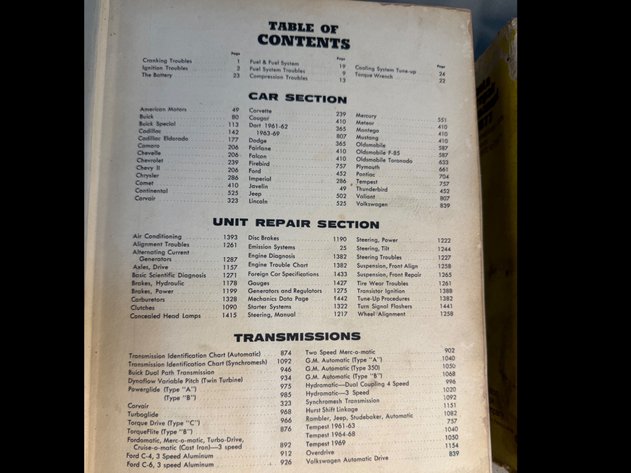 TABLE OF
CONTENTS
Page
Cranking Troubles 1
Ignition Troubles 2
The Battery 23
Page
Fuel & Fuel System 19
Fuel System Troubles 9
Compression Troubles 13
Page
Cooling System Tune-up 24
Torque Wrench 22
CAR SECTION
American Motors 49
Buick 80
Buick Special 113
Cadillac 142
Cadillac Eldorado 177
Camaro 206
Chevelle 206
Chevrolet 239
Chevy II 206
Chrysler 286
Comet 410
Continental 525
Corvair 323
Corvette 239
Cougar 410
Dart 1961-62 365
1963-69 807
Dodge 365
Fairlane 410
Falcon 410
Firebird 757
Ford 452
Imperial 286
Javelin 49
Jeep 502
Lincoln 525
Mercury 551
Meteor 410
Montego 410
Mustang 410
Oldsmobile 587
Oldsmobile F-85 587
Oldsmobile Toronado 633
Plymouth 661
Pontiac 704
Tempest 757
Thunderbird 452
Valiant 807
Volkswagen 839
UNIT REPAIR SECTION
Air Conditioning 1393
Alignment Troubles 1261
Alternating Current
Generators 1287
Axles, Drive 1157
Basic Scientific Diagnosis 1271
Brakes, Hydraulic 1178
Brakes, Power 1199
Carburetors 1328
Clutches 1090
Concealed Head Lamps 1415
Disc Brakes 1190
Emission Systems 25
Engine Diagnosis 1382
Engine Trouble Chart 1382
Foreign Car Specifications 1433
Gauges 1427
Generators and Regulators 1275
Mechanics Data Page 1442
Starter Systems 1322
Steering, Manual 1217
Steering, Power 1222
Steering, Tilt 1244
Steering Troubles 1227
Suspension, Front Align 1258
Suspension, Front Repair 1265
Tire Wear Troubles 1261
Transistor Ignition 1388
Tune-Up Procedures 1382
Turn Signal Flashers 1441
Wheel Alignment 1258
TRANSMISSIONS
Transmission Identification Chart (Automatic) 874
Transmission Identification Chart (Synchromesh) 1092
Buick Dual Path Transmission 946
Dynaflow Variable Pitch (Twin Turbine) 934
Powerglide (Type "A") 975
(Type "B") 985
Corvair 323
Turboglide 968
Torque Drive (Type "C") 966
TorqueFlite (Type "B") 876
Fordomatic, Merc-o-matic, Turbo-Drive,
Cruise-o-matic (Cast Iron)—3 speed 892
Ford C-4, 3 Speed Aluminum 912
Ford C-6, 3 speed Aluminum 926
Two Speed Merc-o-matic 902
G.M. Automatic (Type "A") 1040
G.M. Automatic (Type 350) 1050
G.M. Automatic (Type "B") 1068
Hydramatic—Dual Coupling 4 Speed 996
Hydramatic—3 Speed 1020
Synchromesh Transmission 1092
Hurst Shift Linkage 1151
Rambler, Jeep, Studebaker, Automatic 1082
Tempest 1961-63 757
Tempest 1964-68 1040
Tempest 1969 1050
Overdrive 1154
Volkswagen Automatic Drive 839